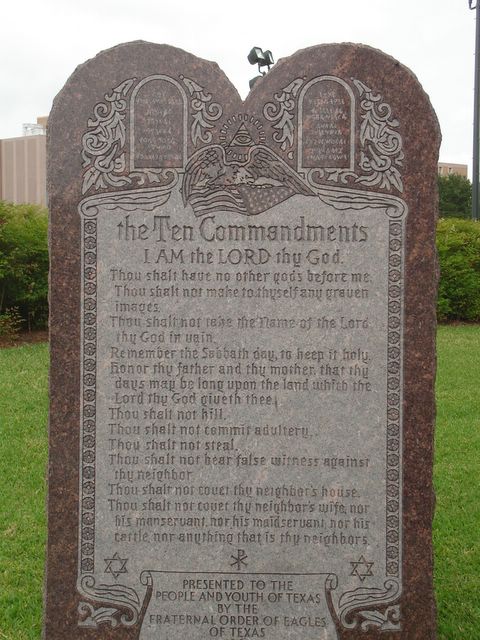 the Ten Commandments
I AM the LORD thy God.
Thou shalt have no other gods before me.
Thou shalt not make to thyself any graven
images.
Thou shalt not take the Name of the Lord
thy God in vain.
Remember the Sabbath day, to keep it holy.
Honor thy father and thy mother, that thy
days may be long upon the land which the
Lord thy God giveth thee.
Thou shalt not kill.
Thou shalt not commit adultery.
Thou shalt not steal.
Thou shalt not bear false witness against
thy neighbor.
Thou shalt not covet thy neighbor's house.
Thou shalt not covet thy neighbor's wife, nor
his manservant, nor his maidservant, nor his
cattle, nor anything that is thy neighbor's.
PRESENTED TO THE
PEOPLE AND YOUTH OF TEXAS
BY THE
FRATERNAL ORDER OF EAGLES
OF TEXAS